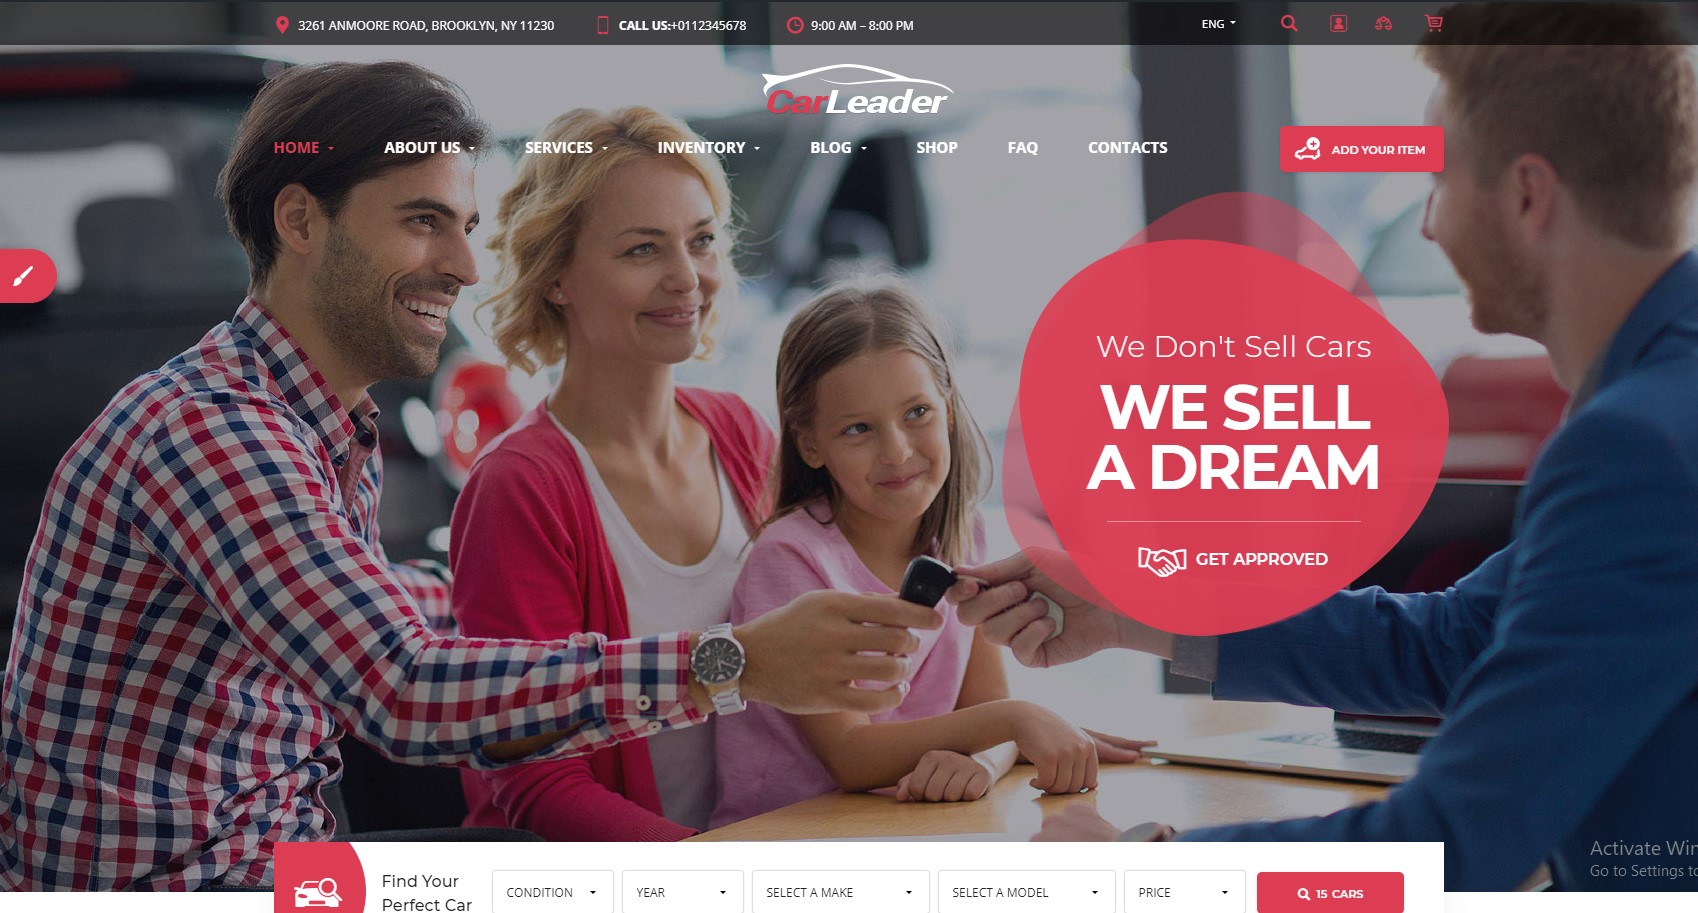 3261 ANMOORE ROAD, BROOKLYN, NY 11230
CALL US:+0112345678
9:00 AM – 8:00 PM
ENG
CarLeader
HOME
ABOUT US
SERVICES
INVENTORY
BLOG
SHOP
FAQ
CONTACTS
ADD YOUR ITEM
We Don't Sell Cars
WE SELL
A DREAM
GET APPROVED
Activate Win
Go to Settings to
Find Your
Perfect Car
CONDITION
YEAR
SELECT A MAKE
SELECT A MODEL
PRICE
15 CARS